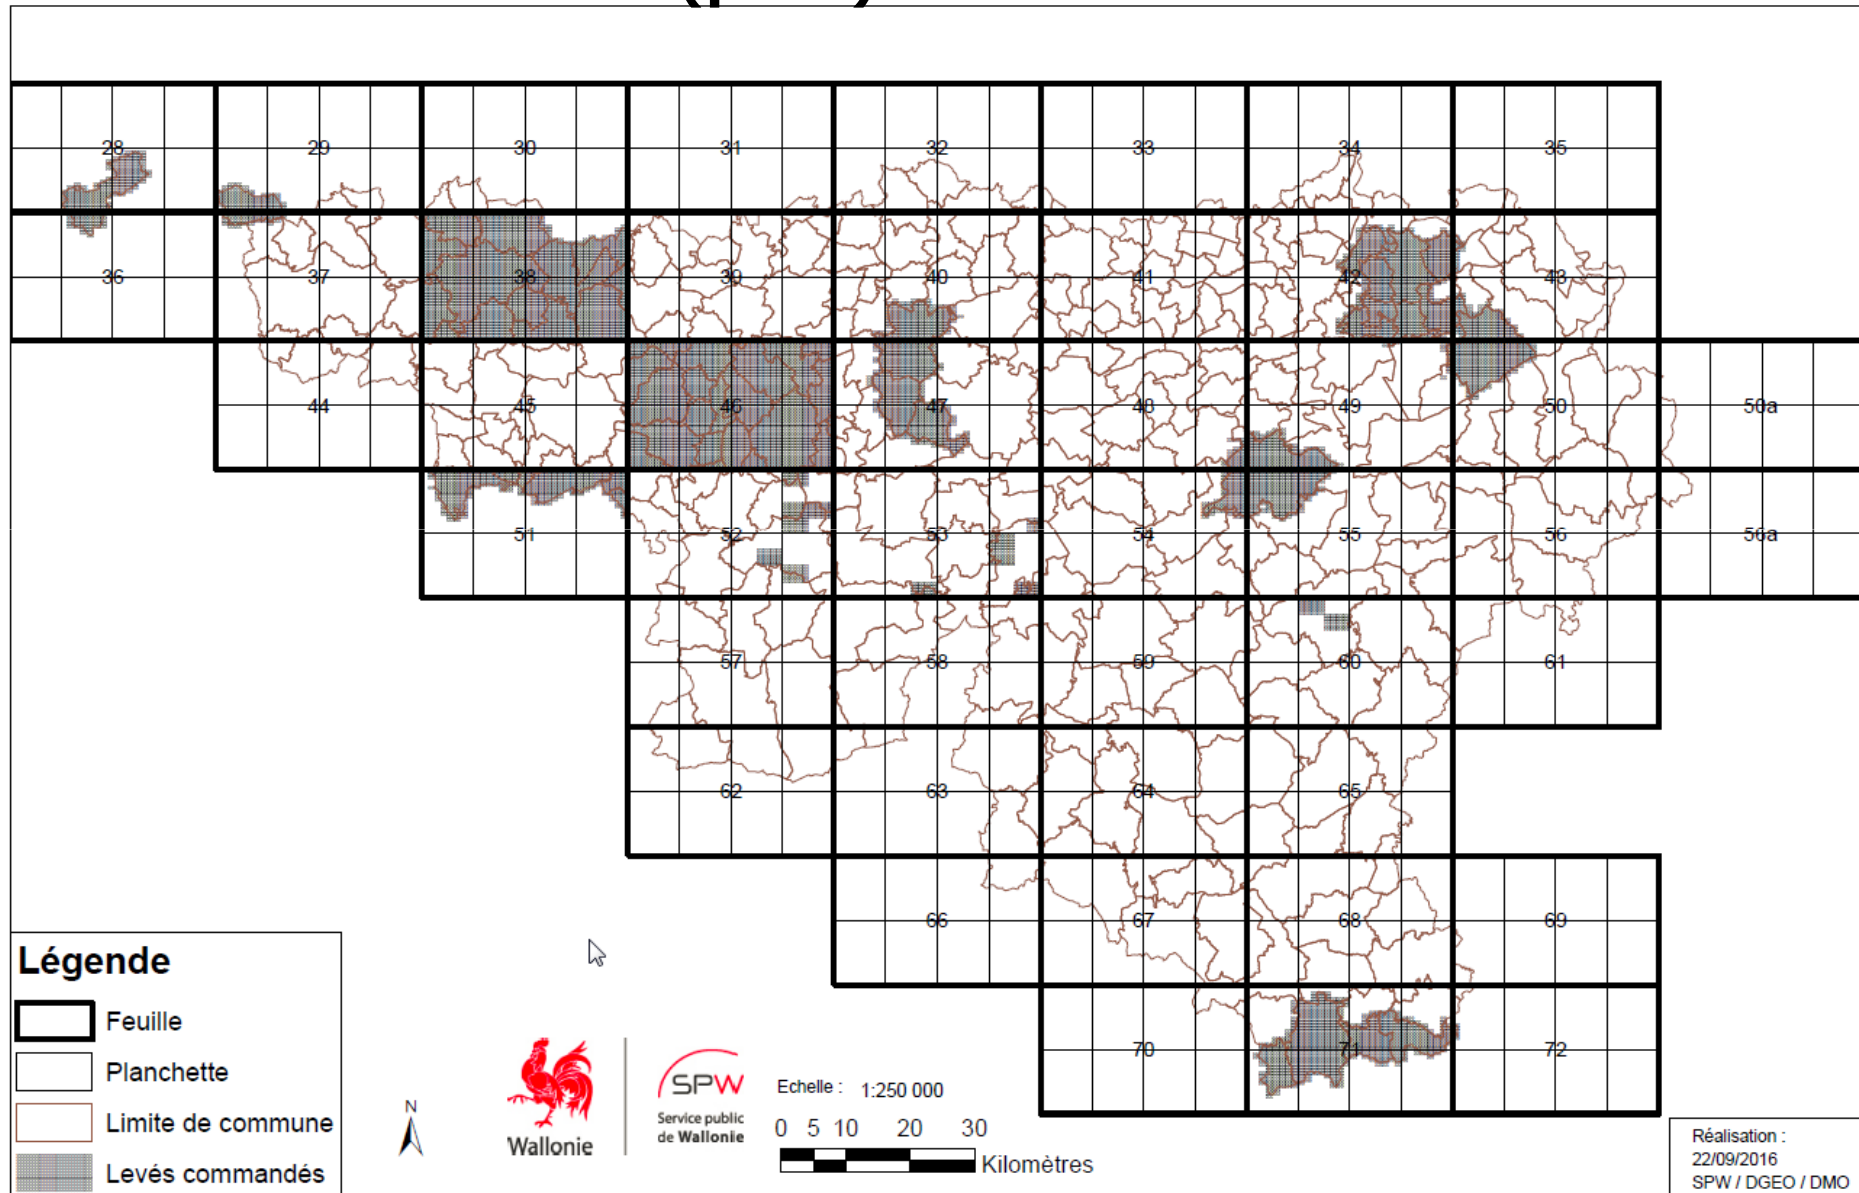 28 29 30 31 32 33 34 35
36 37 38 39 40 41 42 43
44 45 46 47 48 49 50 50a
51 52 53 54 55 56 56a
57 58 59 60 61
62 63 64 65
66 67 68 69
70 71 72
Légende
Feuille
Planchette
Limite de commune
Levés commandés
N
Wallonie
SPW
Service public
de Wallonie
Echelle : 1:250 000
0 5 10 20 30
Kilomètres
Réalisation :
22/09/2016
SPW / DGEO / DMO